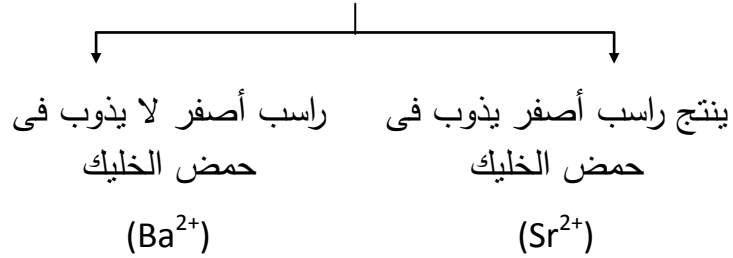 ينتج راسب أصفر يذوب فى
حمض الخليك
(Sr²⁺)
راسب أصفر لا يذوب فى
حمض الخليك
(Ba²⁺)